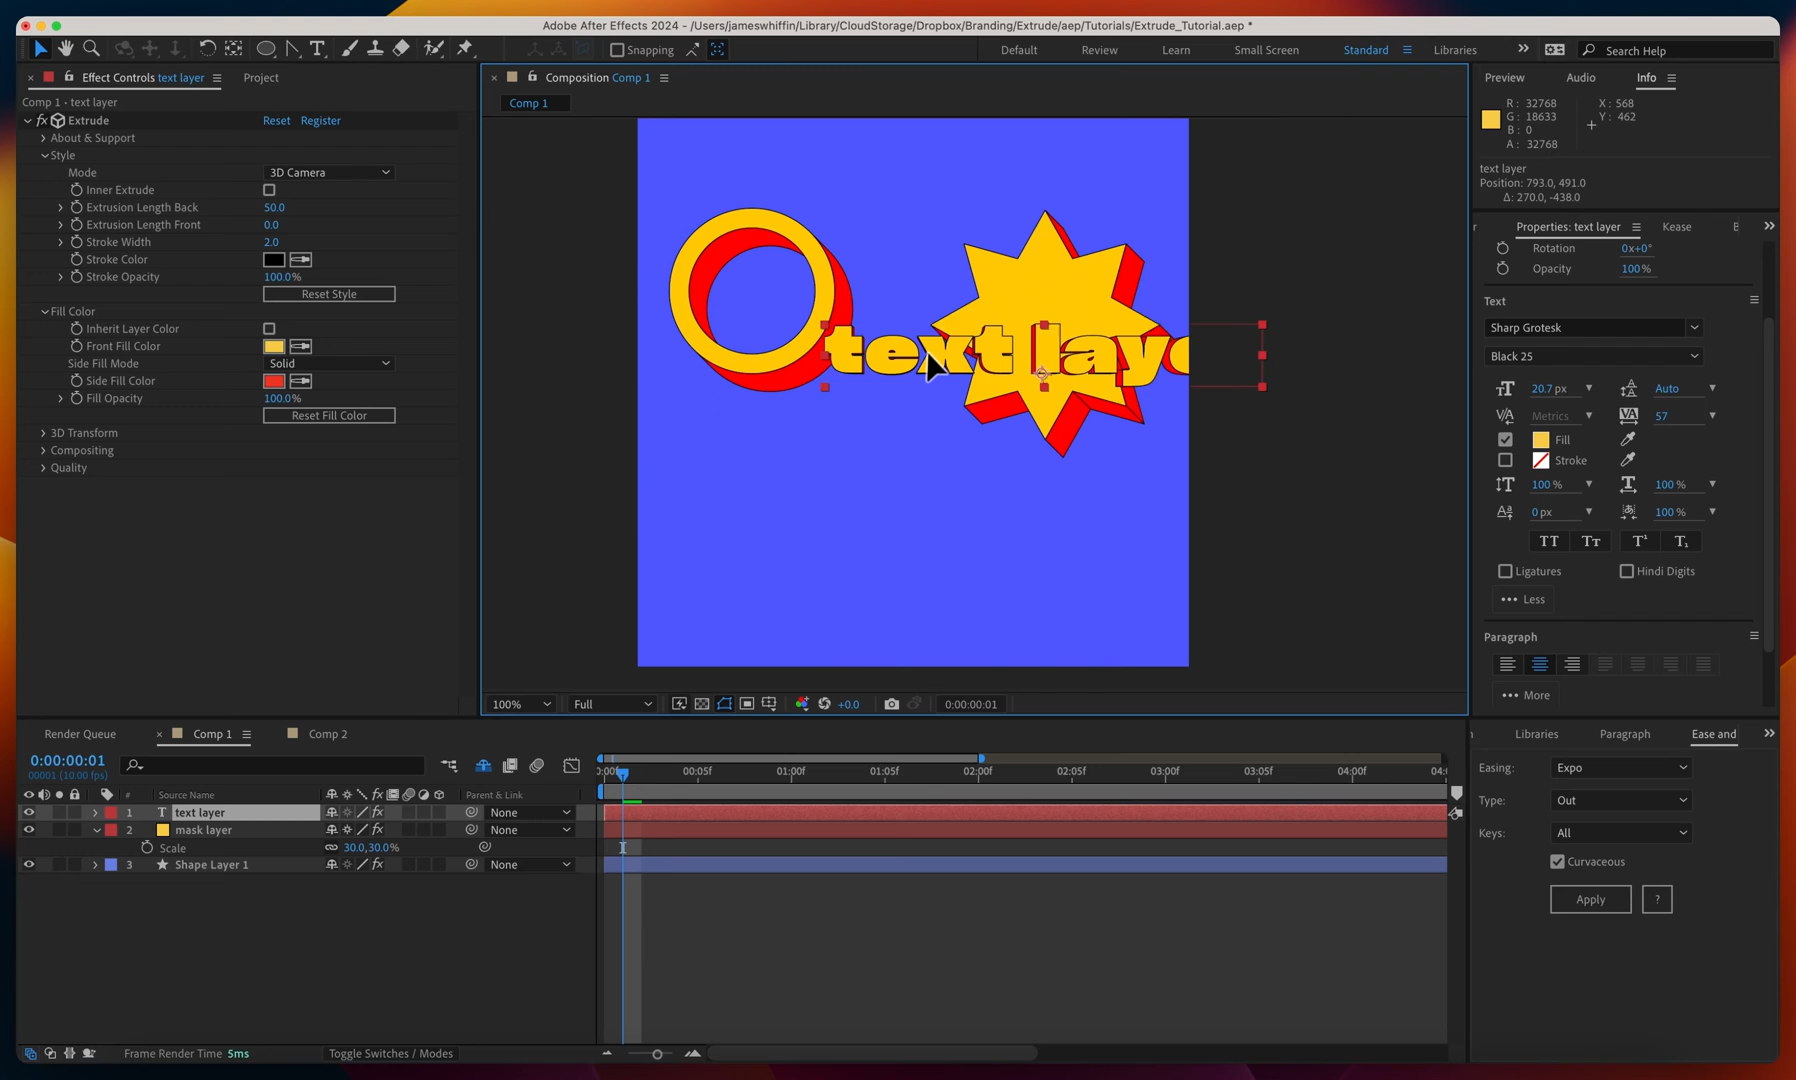 Adobe After Effects 2024 - /Users/jameswhiffin/Library/CloudStorage/Dropbox/Branding/Extrude/aep/Tutorials/Extrude_Tutorial.aep *
Snapping
Default
Review
Learn
Small Screen
Standard
Libraries
Search Help
Effect Controls text layer
Project
Comp 1 • text layer
fx Extrude
Reset
Register
About & Support
Style
Mode
3D Camera
Inner Extrude
Extrusion Length Back
50.0
Extrusion Length Front
0.0
Stroke Width
2.0
Stroke Color
Stroke Opacity
100.0%
Reset Style
Fill Color
Inherit Layer Color
Front Fill Color
Side Fill Mode
Solid
Side Fill Color
Fill Opacity
100.0%
Reset Fill Color
3D Transform
Compositing
Quality
Composition Comp 1
Comp 1
text laye
100%
Full
+0.0
0:00:00:01
Preview
Audio
Info
R: 32768
G: 18633
B: 0
A: 32768
X: 568
Y: 462
text layer
Position: 793.0, 491.0
Δ: 270.0, -438.0
Properties: text layer
Kease
Rotation
0x+0°
Opacity
100 %
Text
Sharp Grotesk
Black 25
20.7 px
Auto
Metrics
57
Fill
Stroke
100 %
100 %
0 px
100 %
TT
Tт
T¹
T₁
Ligatures
Hindi Digits
Less
Paragraph
More
Render Queue
Comp 1
Comp 2
0:00:00:01
00001 (10.00 fps)
#
Source Name
fx
Parent & Link
1
T
text layer
fx
None
2
mask layer
fx
None
Scale
30.0,30.0%
3
Shape Layer 1
fx
None
0:00f
00:05f
01:00f
01:05f
02:00f
02:05f
03:00f
03:05f
04:00f
Libraries
Paragraph
Ease and
Easing:
Expo
Type:
Out
Keys:
All
Curvaceous
Apply
?
Frame Render Time 5ms
Toggle Switches / Modes